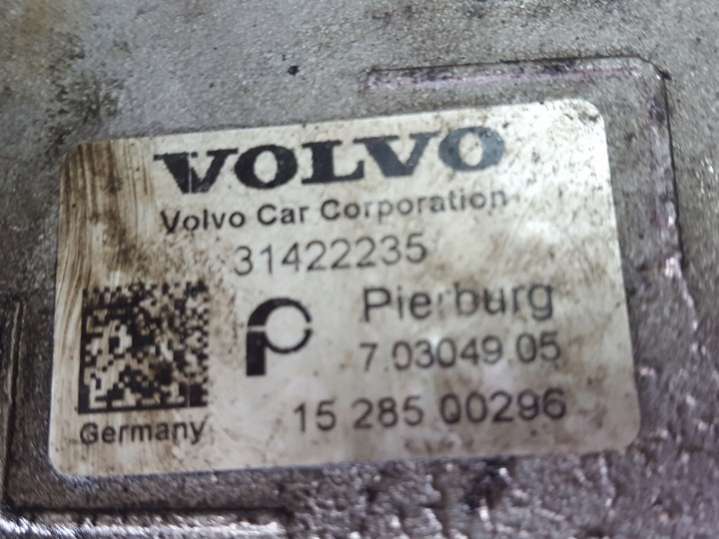 VOLVO
Volvo Car Corporation
31422235
Pierburg
7.03049.05
15 285 00296
Germany